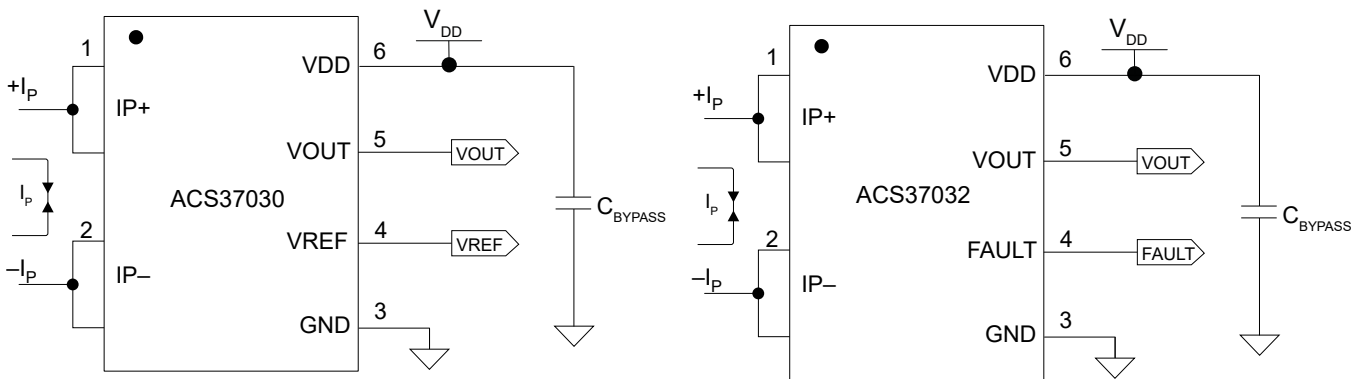 V_DD
1
6
VDD
+I_P
IP+
VOUT
5
VOUT
I_P
ACS37030
C_BYPASS
2
VREF
4
VREF
–I_P
IP–
GND
3
V_DD
1
6
VDD
+I_P
IP+
VOUT
5
VOUT
I_P
ACS37032
C_BYPASS
2
FAULT
4
FAULT
–I_P
IP–
GND
3